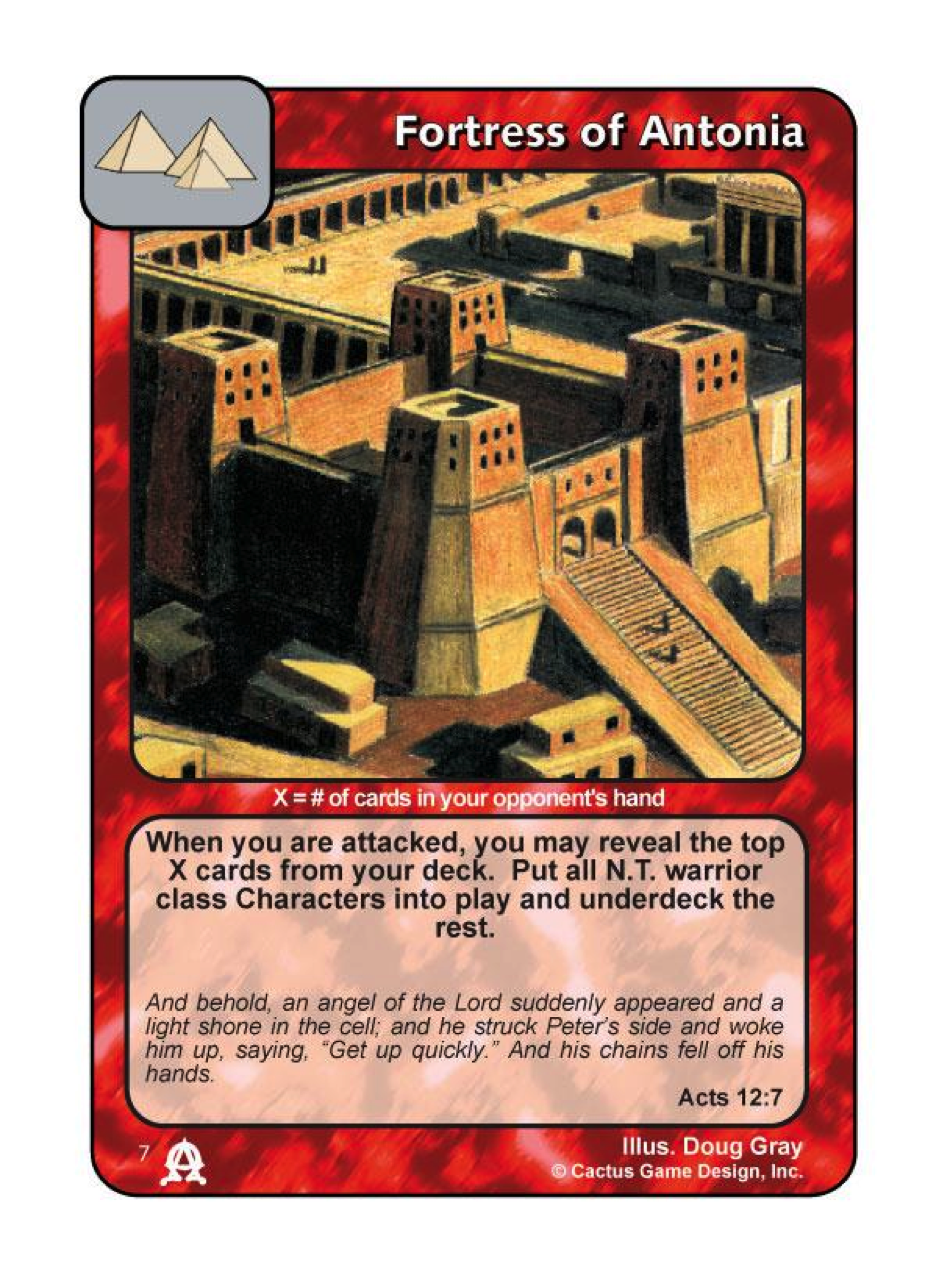 Fortress of Antonia
X = # of cards in your opponent's hand
When you are attacked, you may reveal the top
X cards from your deck.  Put all N.T. warrior
class Characters into play and underdeck the
rest.
And behold, an angel of the Lord suddenly appeared and a
light shone in the cell; and he struck Peter's side and woke
him up, saying, “Get up quickly.” And his chains fell off his
hands.
Acts 12:7
7
Illus. Doug Gray
© Cactus Game Design, Inc.